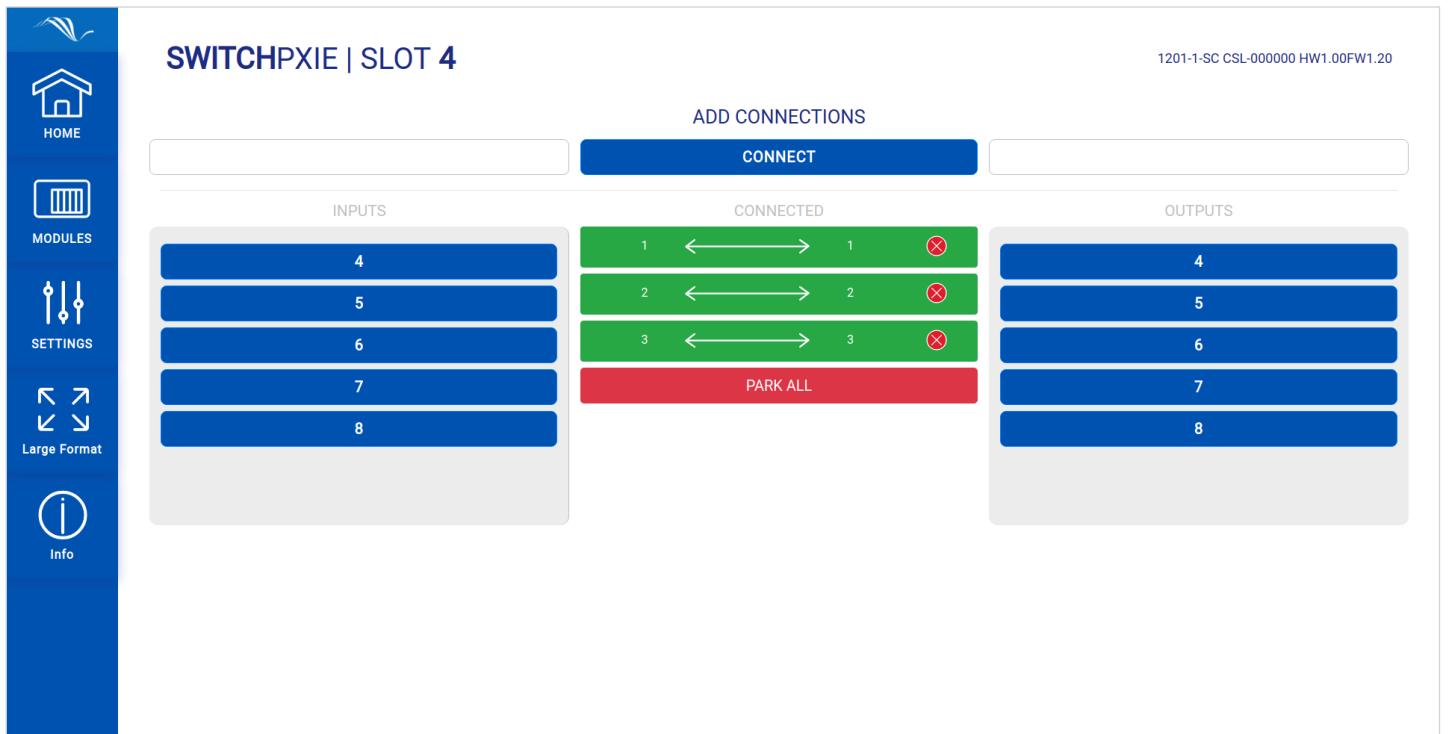 SWITCHPXIE | SLOT 4
1201-1-SC CSL-000000 HW1.00FW1.20
HOME
MODULES
SETTINGS
Large Format
Info
ADD CONNECTIONS
CONNECT
INPUTS
4
5
6
7
8
CONNECTED
1 1
2 2
3 3
PARK ALL
OUTPUTS
4
5
6
7
8